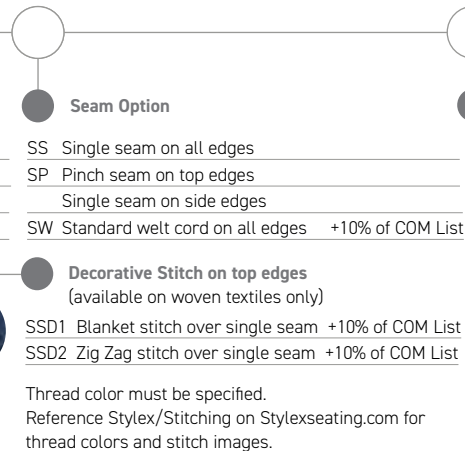 Seam Option
SS Single seam on all edges
SP Pinch seam on top edges
Single seam on side edges
SW Standard welt cord on all edges +10% of COM List
Decorative Stitch on top edges
(available on woven textiles only)
SSD1 Blanket stitch over single seam +10% of COM List
SSD2 Zig Zag stitch over single seam +10% of COM List
Thread color must be specified.
Reference Stylex/Stitching on Stylexseating.com for
thread colors and stitch images.